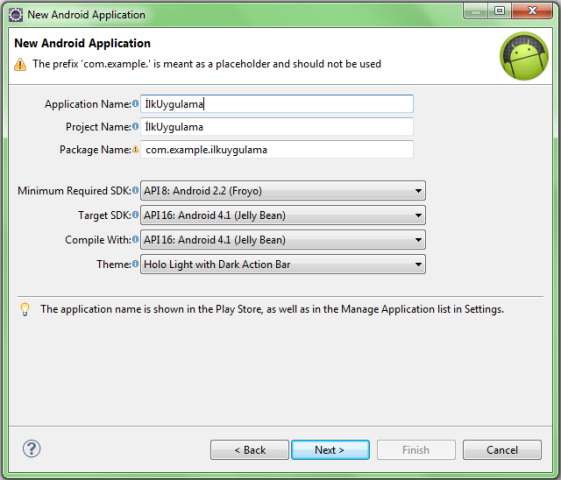 New Android Application
New Android Application
The prefix 'com.example.' is meant as a placeholder and should not be used
Application Name: İlkUygulama
Project Name: İlkUygulama
Package Name: com.example.ilkuygulama
Minimum Required SDK: API 8: Android 2.2 (Froyo)
Target SDK: API 16: Android 4.1 (Jelly Bean)
Compile With: API 16: Android 4.1 (Jelly Bean)
Theme: Holo Light with Dark Action Bar
The application name is shown in the Play Store, as well as in the Manage Application list in Settings.
? < Back Next > Finish Cancel